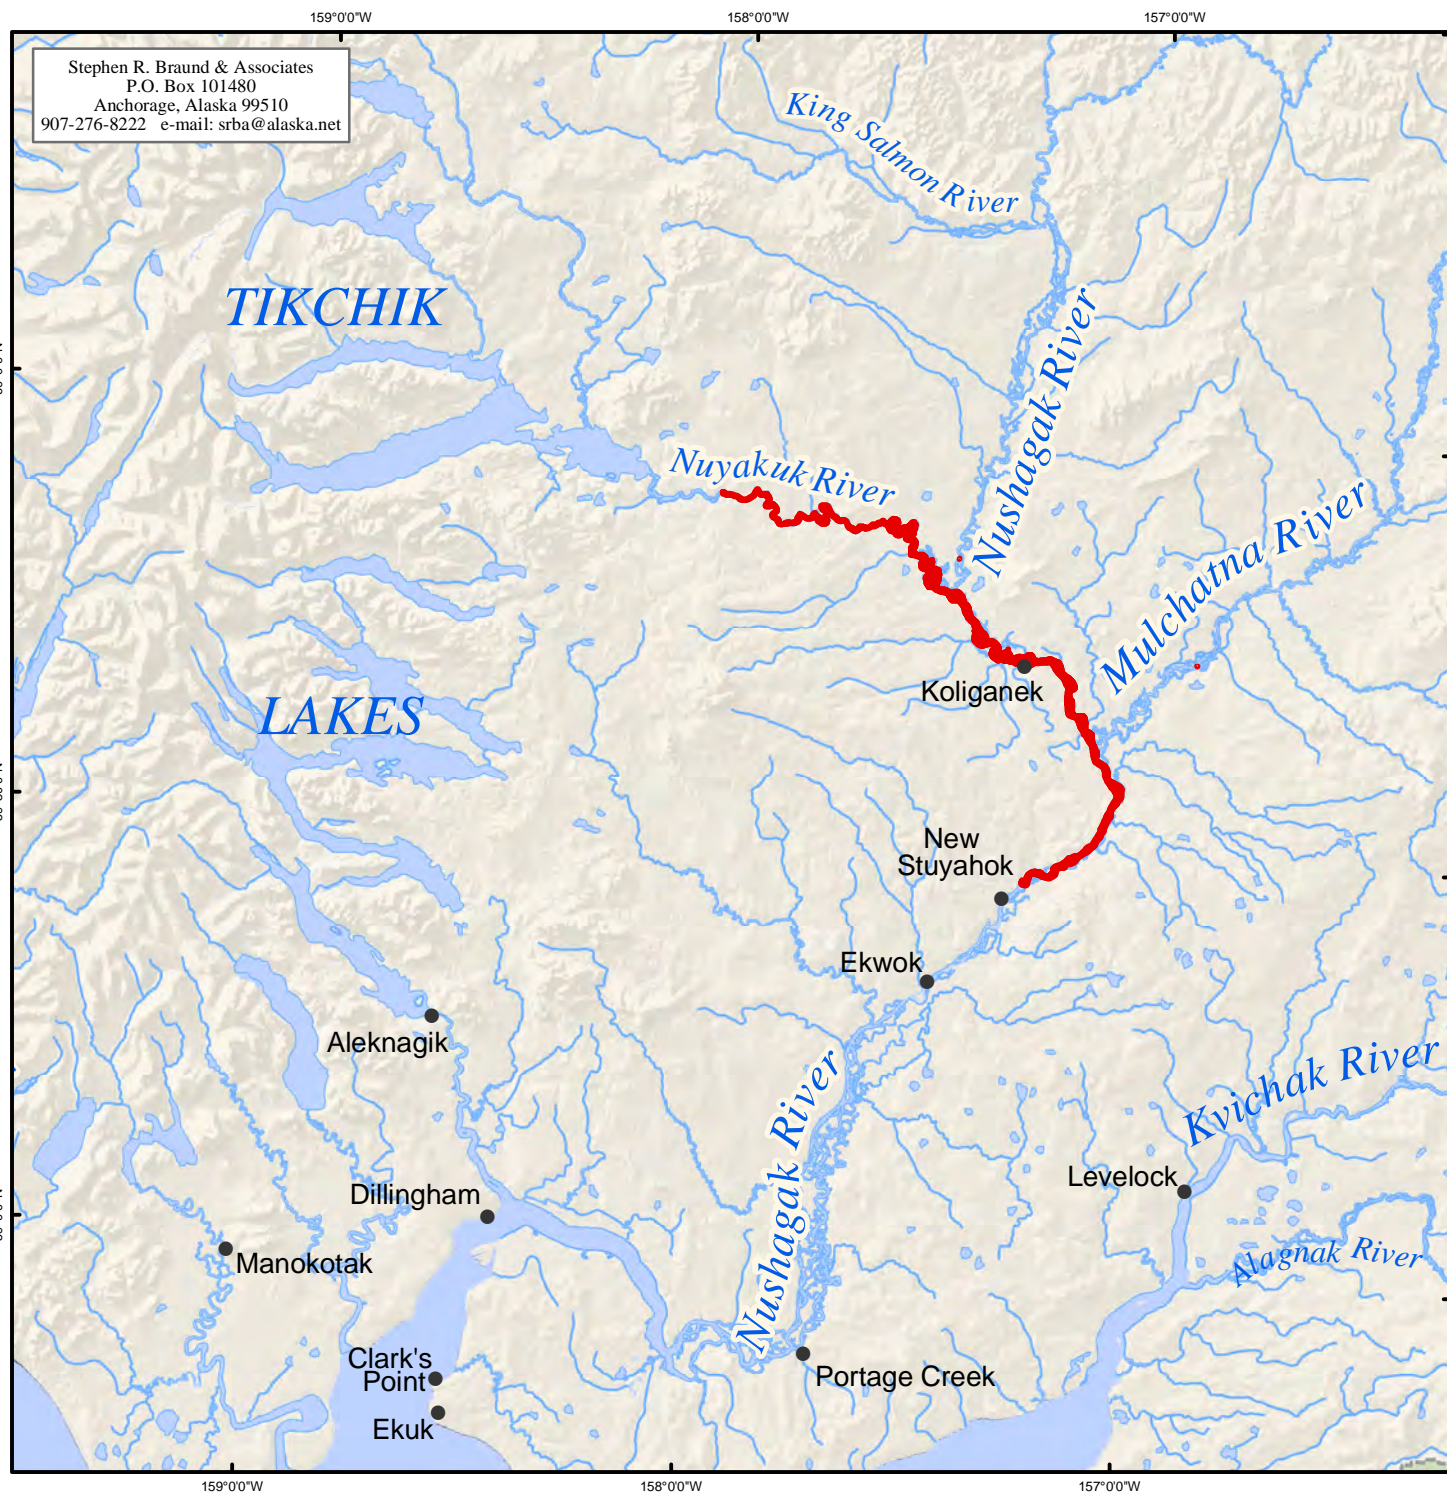 159°0'0"W
158°0'0"W
157°0'0"W
Stephen R. Braund & Associates
P.O. Box 101480
Anchorage, Alaska 99510
907-276-8222 e-mail: srba@alaska.net
King Salmon River
TIKCHIK
Nushagak River
Nuyakuk River
Mulchatna River
Koliganek
LAKES
New
Stuyahok
Ekwok
Aleknagik
Nushagak River
Kvichak River
Levelock
Dillingham
Alagnak River
Manokotak
Clark's
Point
Portage Creek
Ekuk
159°0'0"W
158°0'0"W
157°0'0"W